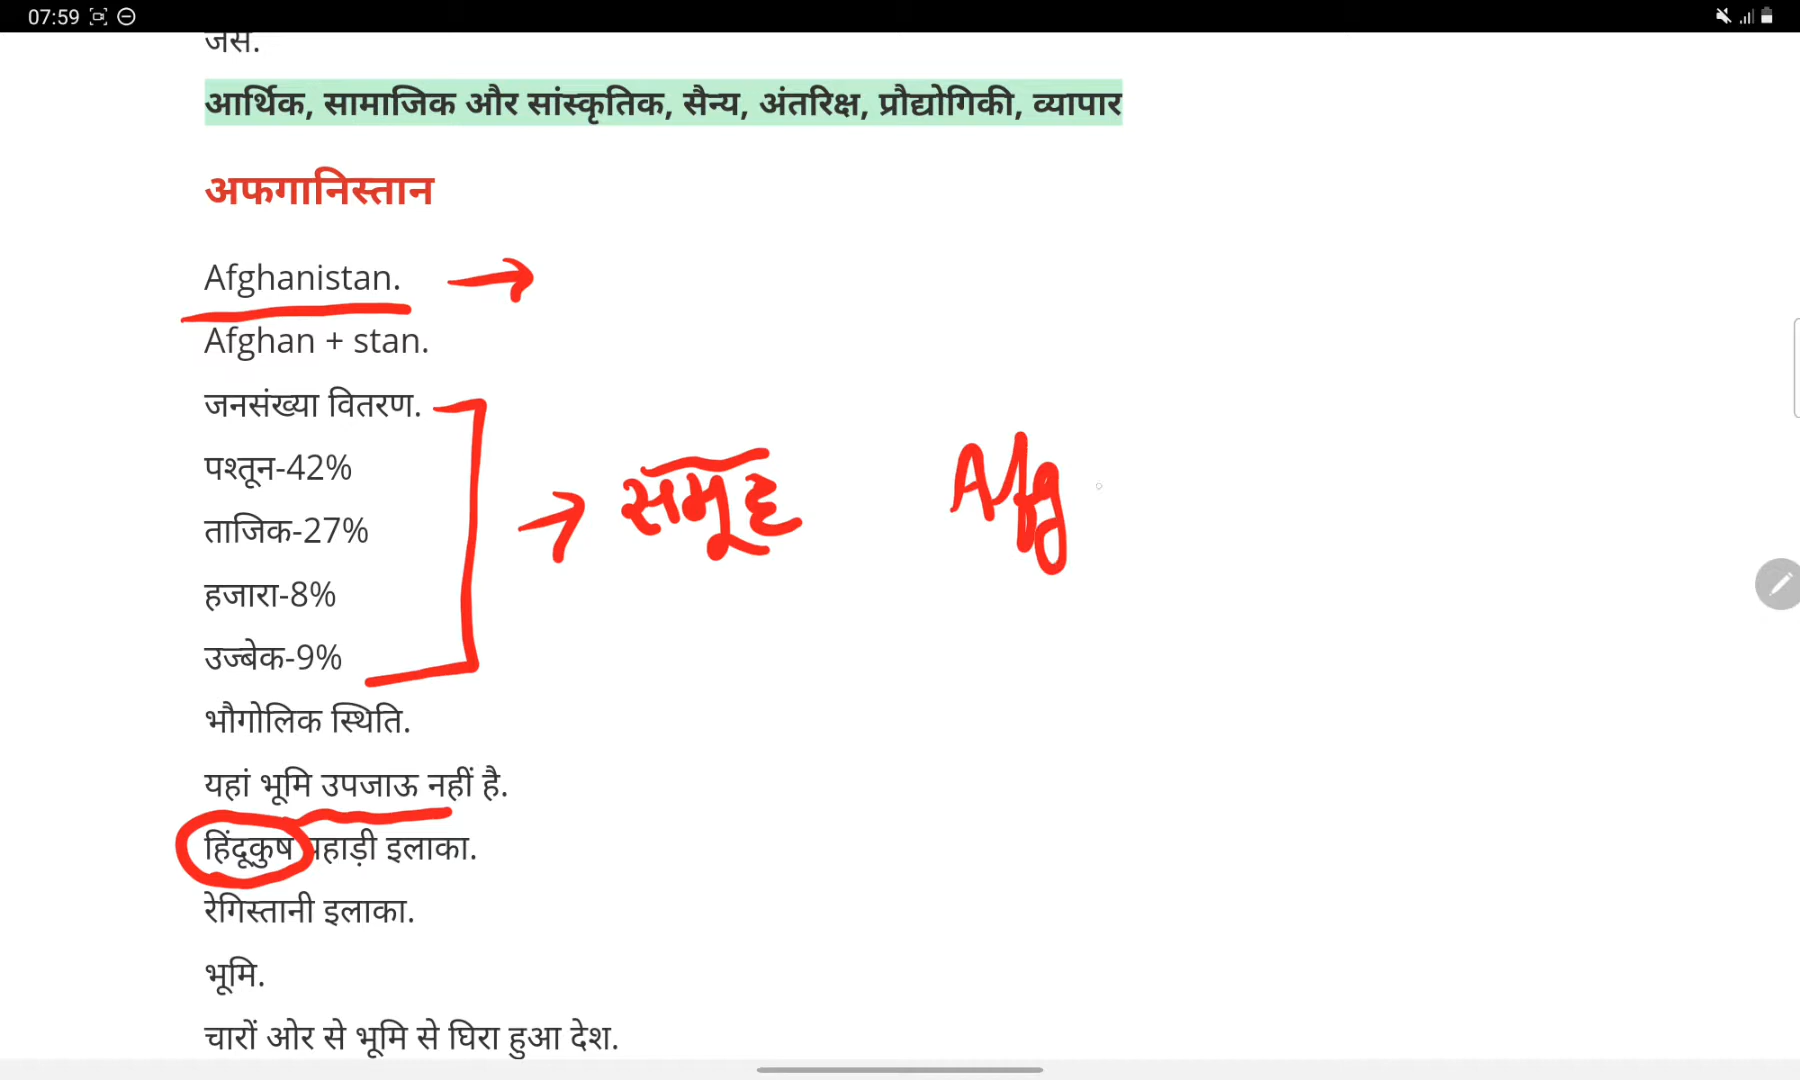 07:59
जैसे.
आर्थिक, सामाजिक और सांस्कृतिक, सैन्य, अंतरिक्ष, प्रौद्योगिकी, व्यापार
अफगानिस्तान
Afghanistan.
Afghan + stan.
जनसंख्या वितरण.
पश्तून-42%
ताजिक-27%
समूह Afg
हजारा-8%
उज्बेक-9%
भौगोलिक स्थिति.
यहां भूमि उपजाऊ नहीं है.
हिंदूकुष पहाड़ी इलाका.
रेगिस्तानी इलाका.
भूमि.
चारों ओर से भूमि से घिरा हुआ देश.